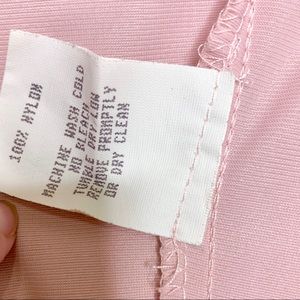 100% NYLON
MACHINE WASH COLD
NO BLEACH
TUMBLE DRY LOW
REMOVE PROMPTLY
OR DRY CLEAN